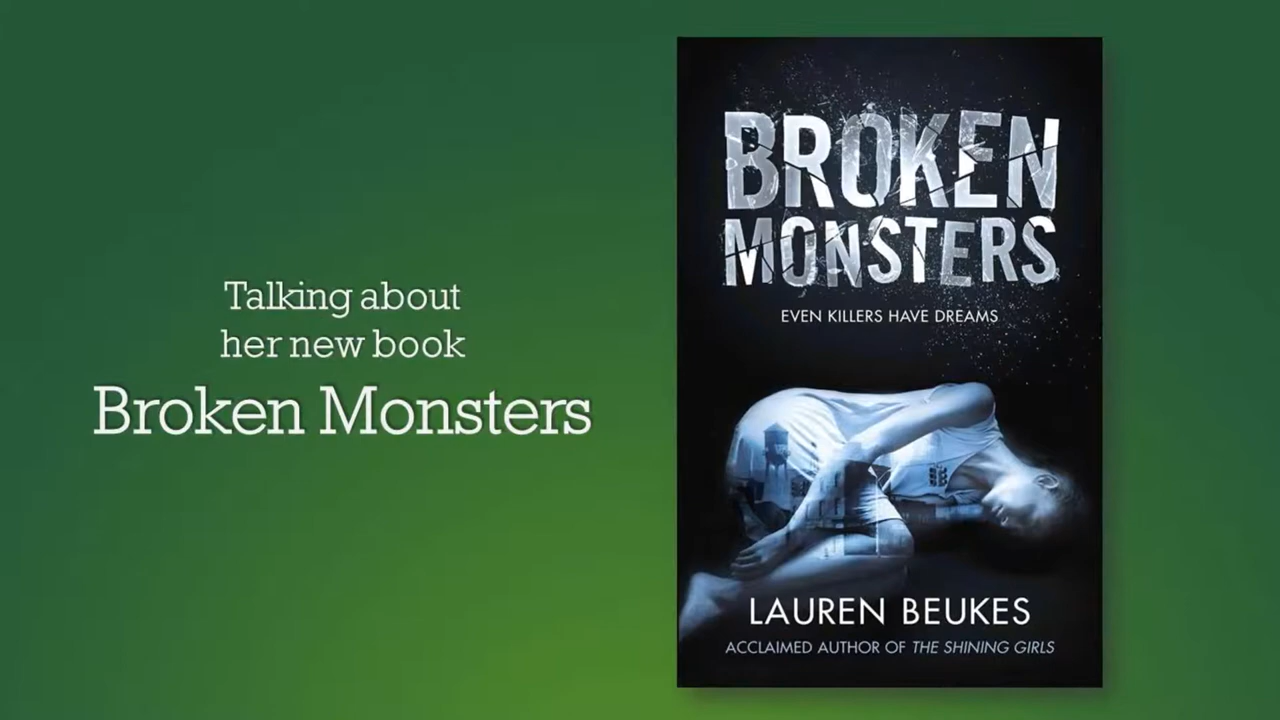 Talking about
her new book
Broken Monsters
BROKEN
MONSTERS
EVEN KILLERS HAVE DREAMS
LAUREN BEUKES
ACCLAIMED AUTHOR OF THE SHINING GIRLS